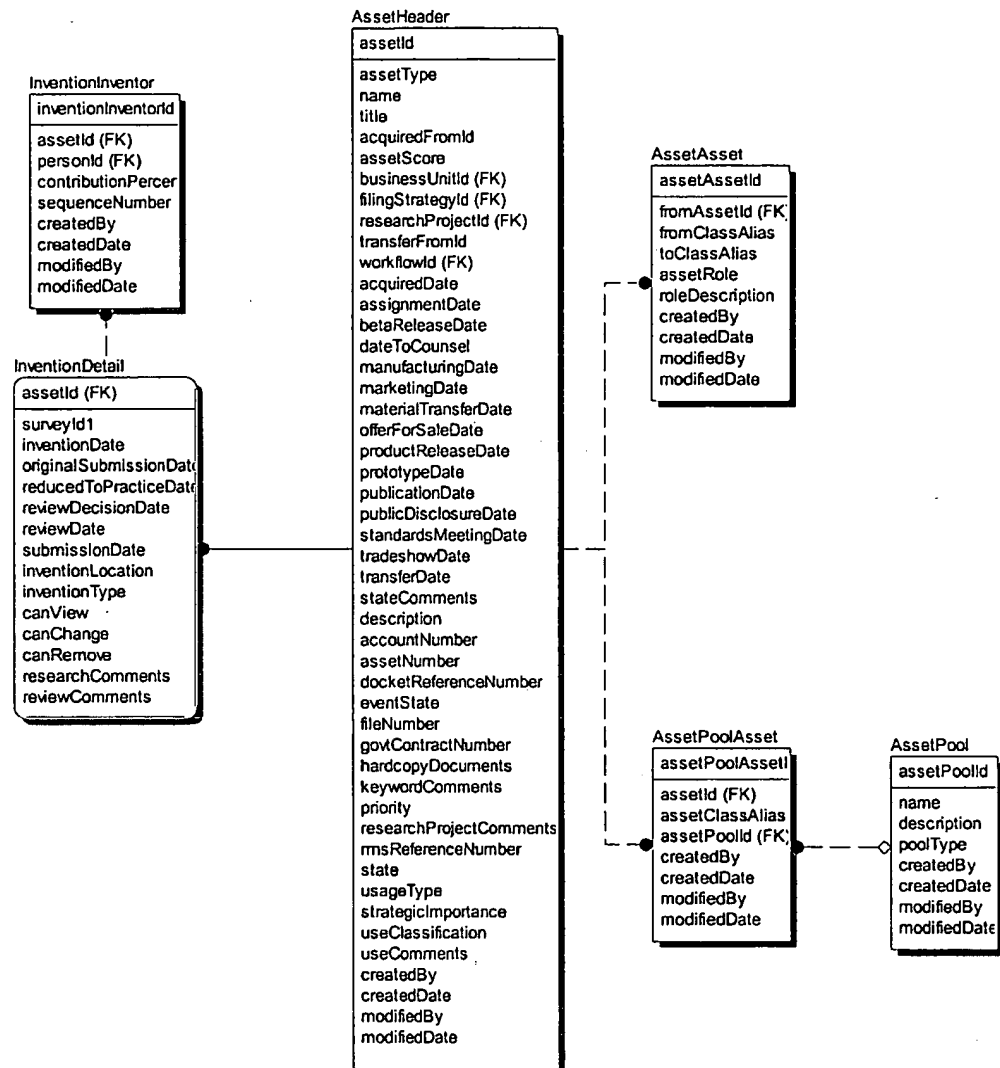 AssetHeader
assetId
assetType
name
title
acquiredFromId
assetScore
businessUnitId (FK)
filingStrategyId (FK)
researchProjectId (FK)
transferFromId
workflowId (FK)
acquiredDate
assignmentDate
betaReleaseDate
dateToCounsel
manufacturingDate
marketingDate
materialTransferDate
offerForSaleDate
productReleaseDate
prototypeDate
publicationDate
publicDisclosureDate
standardsMeetingDate
tradeshowDate
transferDate
stateComments
description
accountNumber
assetNumber
docketReferenceNumber
eventState
fileNumber
govtContractNumber
hardcopyDocuments
keywordComments
priority
researchProjectComments
rmsReferenceNumber
state
usageType
strategicImportance
useClassification
useComments
createdBy
createdDate
modifiedBy
modifiedDate
InventionInventor
inventionInventorId
assetId (FK)
personId (FK)
contributionPercer
sequenceNumber
createdBy
createdDate
modifiedBy
modifiedDate
InventionDetail
assetId (FK)
surveyId1
inventionDate
originalSubmissionDate
reducedToPracticeDate
reviewDecisionDate
reviewDate
submissionDate
inventionLocation
inventionType
canView
canChange
canRemove
researchComments
reviewComments
AssetAsset
assetAssetId
fromAssetId (FK)
fromClassAlias
toClassAlias
assetRole
roleDescription
createdBy
createdDate
modifiedBy
modifiedDate
AssetPoolAsset
assetPoolAssetI
assetId (FK)
assetClassAlias
assetPoolId (FK)
createdBy
createdDate
modifiedBy
modifiedDate
AssetPool
assetPoolId
name
description
poolType
createdBy
createdDate
modifiedBy
modifiedDate